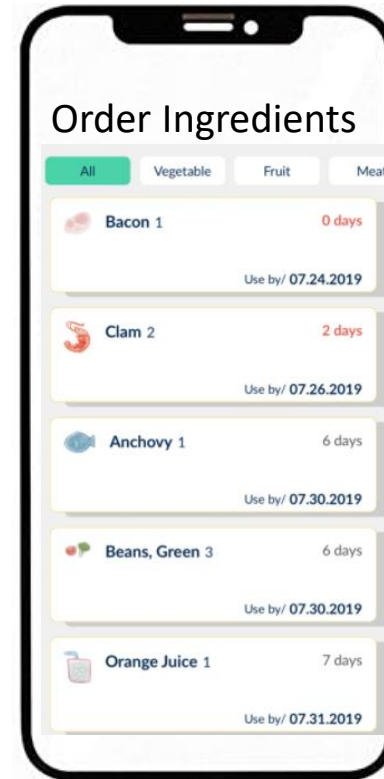 Order Ingredients
All Vegetable Fruit Meat
Bacon 1 0 days
Use by/ 07.24.2019
Clam 2 2 days
Use by/ 07.26.2019
Anchovy 1 6 days
Use by/ 07.30.2019
Beans, Green 3 6 days
Use by/ 07.30.2019
Orange Juice 1 7 days
Use by/ 07.31.2019